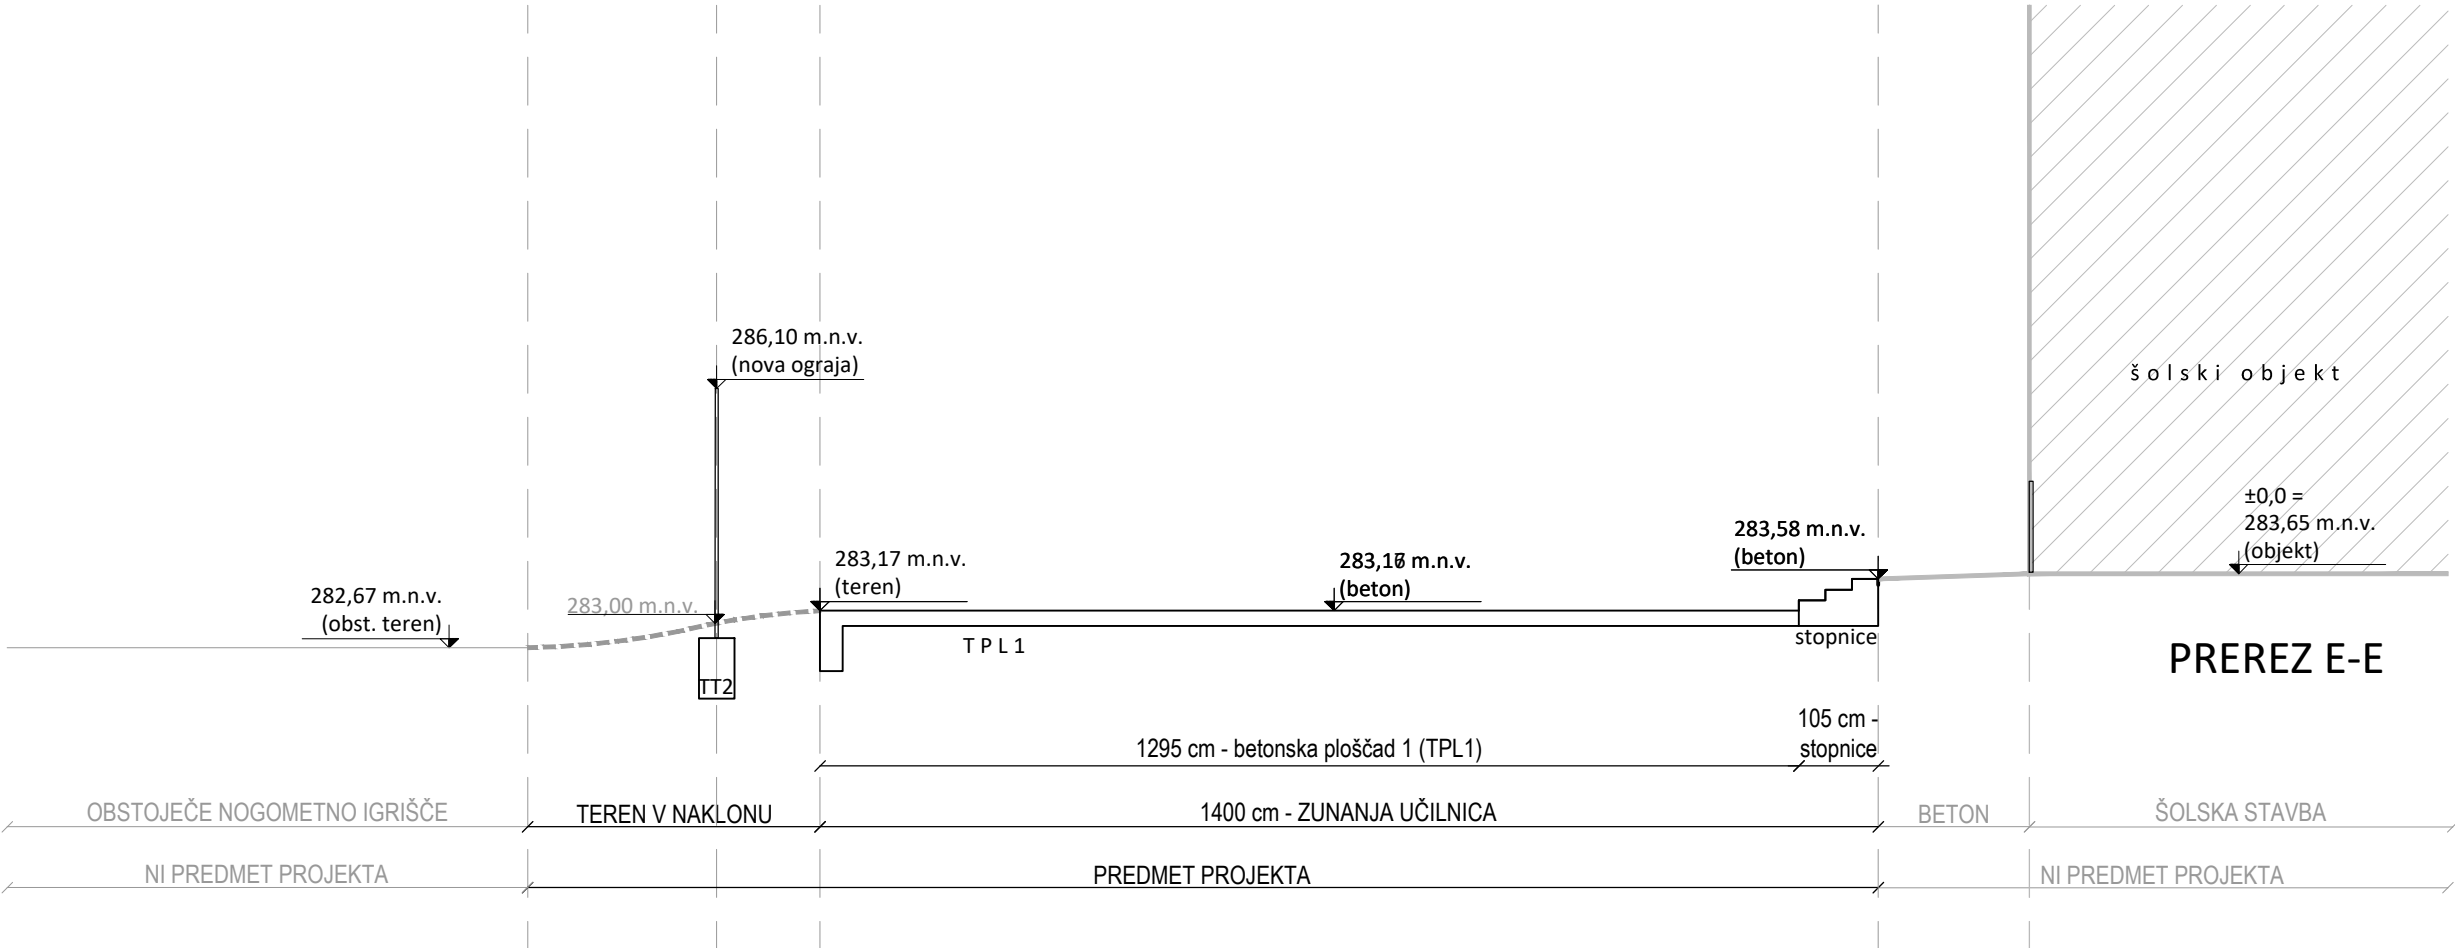 286,10 m.n.v.
(nova ograja)
šolski objekt
±0,0 =
283,65 m.n.v.
(objekt)
283,58 m.n.v.
(beton)
283,17 m.n.v.
(teren)
m.n.v.
(beton)
282,67 m.n.v.
(obst. teren)
283,00 m.n.v.
TPL1
stopnice
PREREZ E-E
TT2
105 cm -
stopnice
1295 cm - betonska ploščad 1 (TPL1)
OBSTOJEČE NOGOMETNO IGRIŠČE
TEREN V NAKLONU
1400 cm - ZUNANJA UČILNICA
BETON
ŠOLSKA STAVBA
NI PREDMET PROJEKTA
PREDMET PROJEKTA
NI PREDMET PROJEKTA